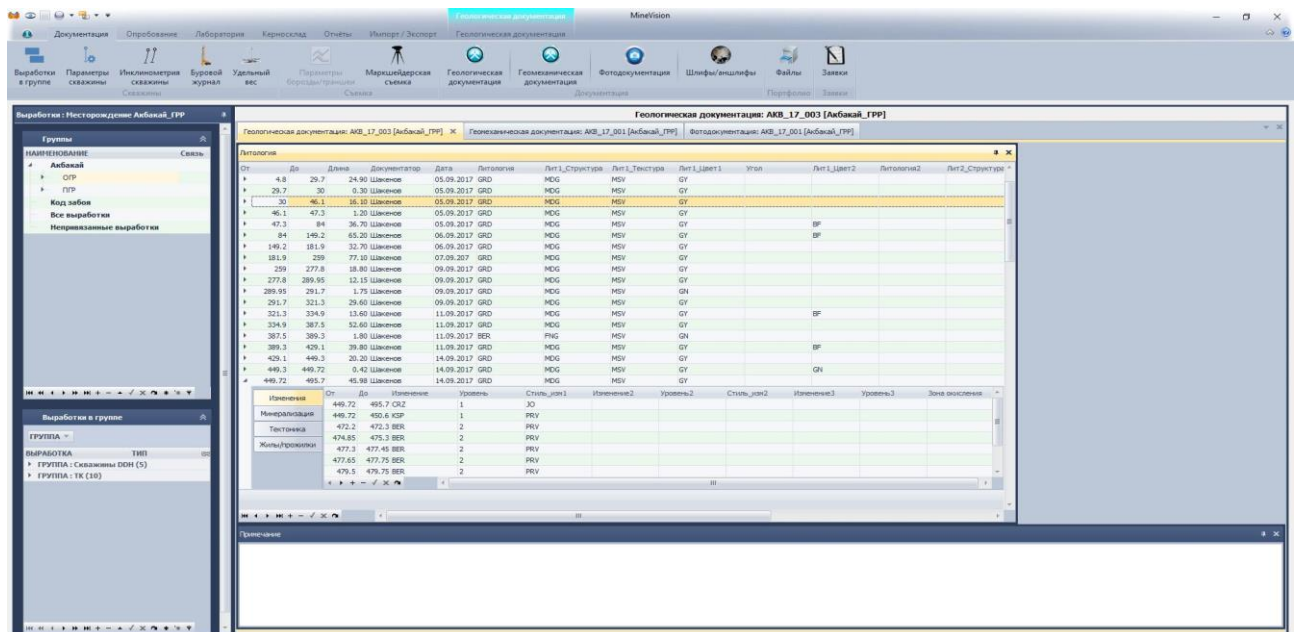 Геологическая документация MineVision
Документация Опробование Лаборатория Керносклад Отчёты Импорт / Экспорт Геологическая документация
Выработки в группе
Параметры скважины
Инклинометрия скважины
Буровой журнал
Удельный вес
Параметры борозды/траншеи
Маркшейдерская съемка
Геологическая документация
Геомеханическая документация
Фотодокументация
Шлифы/аншлифы
Файлы
Заявки
Скважины Съемка Документация Портфолио Заявки
Выработки : Месторождение Акбакай_ГРР
Геологическая документация: АКВ_17_003 [Акбакай_ГРР]
Геологическая документация: АКВ_17_003 [Акбакай_ГРР] Геомеханическая документация: АКВ_17_001 [Акбакай_ГРР] Фотодокументация: АКВ_17_001 [Акбакай_ГРР]
Группы
НАИМЕНОВАНИЕ Связь
Акбакай
ОГР
ПГР
Код забоя
Все выработки
Непривязанные выработки
Выработки в группе
ГРУППА
ВЫРАБОТКА ТИП
ГРУППА : Скважины DDH (5)
ГРУППА : ТК (10)
Литология
От До Длина Документатор Дата Литология Лит1_Структура Лит1_Текстура Лит1_Цвет1 Угол Лит1_Цвет2 Литология2 Лит2_Структура
4.8 29.7 24.90 Шакенов 05.09.2017 GRD MDG MSV GY
29.7 30 0.30 Шакенов 05.09.2017 GRD MDG MSV GY
30 46.1 16.10 Шакенов 05.09.2017 GRD MDG MSV GY
46.1 47.3 1.20 Шакенов 05.09.2017 GRD MDG MSV GY
47.3 84 36.70 Шакенов 05.09.2017 GRD MDG MSV GY BF
84 149.2 65.20 Шакенов 06.09.2017 GRD MDG MSV GY BF
149.2 181.9 32.70 Шакенов 06.09.2017 GRD MDG MSV GY
181.9 259 77.10 Шакенов 07.09.207 GRD MDG MSV GY
259 277.8 18.80 Шакенов 09.09.2017 GRD MDG MSV GY
277.8 289.95 12.15 Шакенов 09.09.2017 GRD MDG MSV GY
289.95 291.7 1.75 Шакенов 09.09.2017 GRD MDG MSV GN
291.7 321.3 29.60 Шакенов 09.09.2017 GRD MDG MSV GY
321.3 334.9 13.60 Шакенов 11.09.2017 GRD MDG MSV GY BF
334.9 387.5 52.60 Шакенов 11.09.2017 GRD MDG MSV GY
387.5 389.3 1.80 Шакенов 11.09.2017 BER FNG MSV GN
389.3 429.1 39.80 Шакенов 11.09.2017 GRD MDG MSV GY BF
429.1 449.3 20.20 Шакенов 14.09.2017 GRD MDG MSV GY
449.3 449.72 0.42 Шакенов 14.09.2017 GRD MDG MSV GY GN
449.72 495.7 45.98 Шакенов 14.09.2017 GRD MDG MSV GY
Изменения
Минерализация
Тектоника
Жилы/прожилки
От До Изменение Уровень Стиль_изм1 Изменение2 Уровень2 Стиль_изм2 Изменение3 Уровень3 Зона окисления
449.72 495.7 CRZ 1 JO
449.72 450.6 KSP 1 PRV
472.2 472.3 BER 2 PRV
474.85 475.3 BER 2 PRV
477.3 477.45 BER 2 PRV
477.65 477.75 BER 2 PRV
479.5 479.75 BER 2 PRV
Примечание